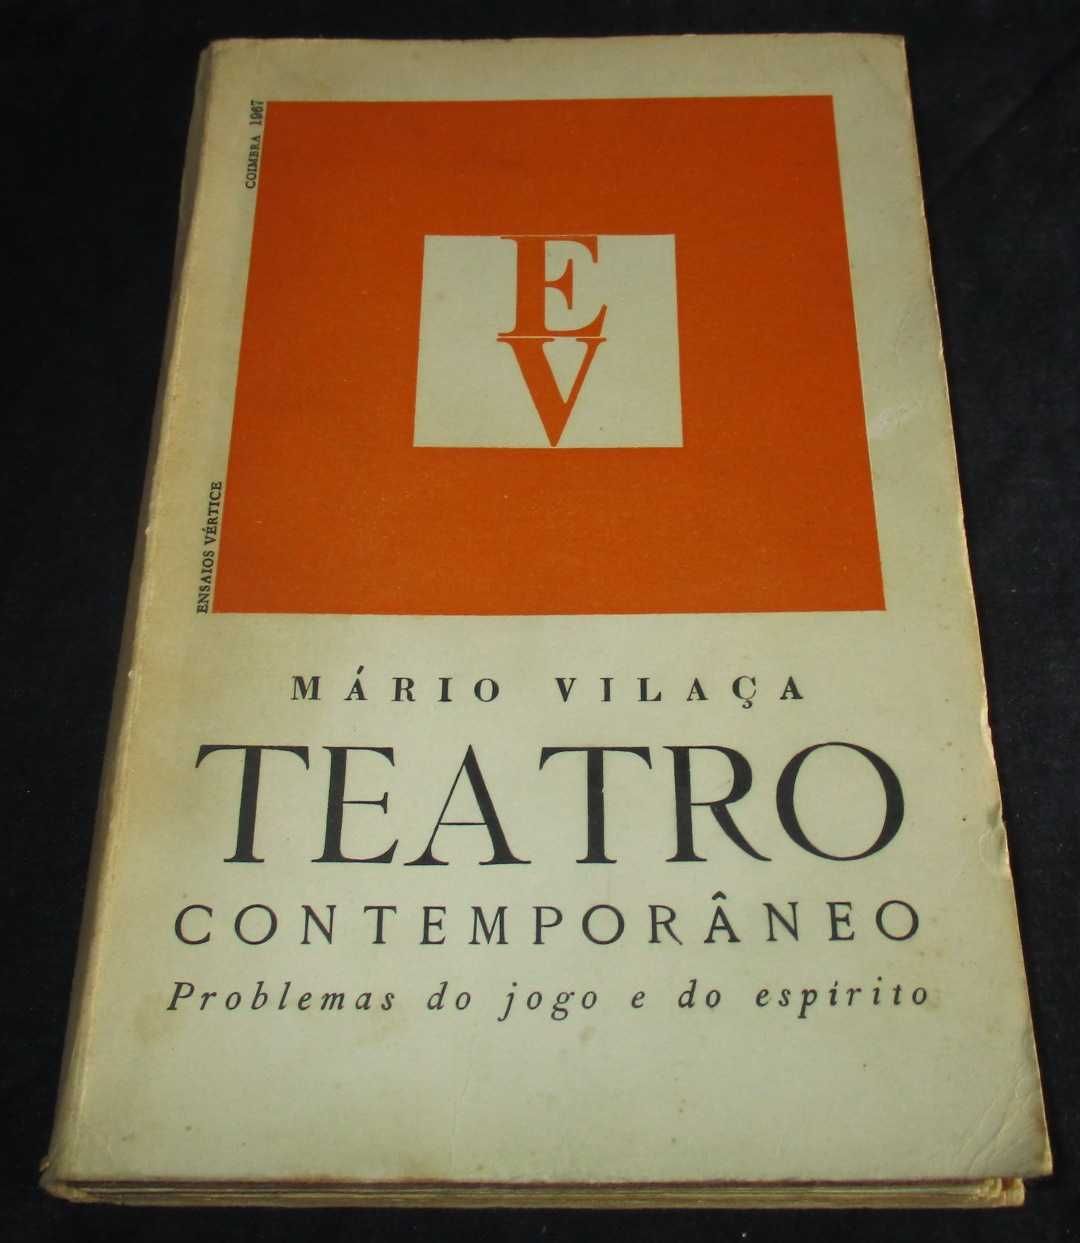 COIMBRA 1967
ENSAIOS VÉRTICE
E
V
MÁRIO VILAÇA
TEATRO
CONTEMPORÂNEO
Problemas do jogo e do espírito